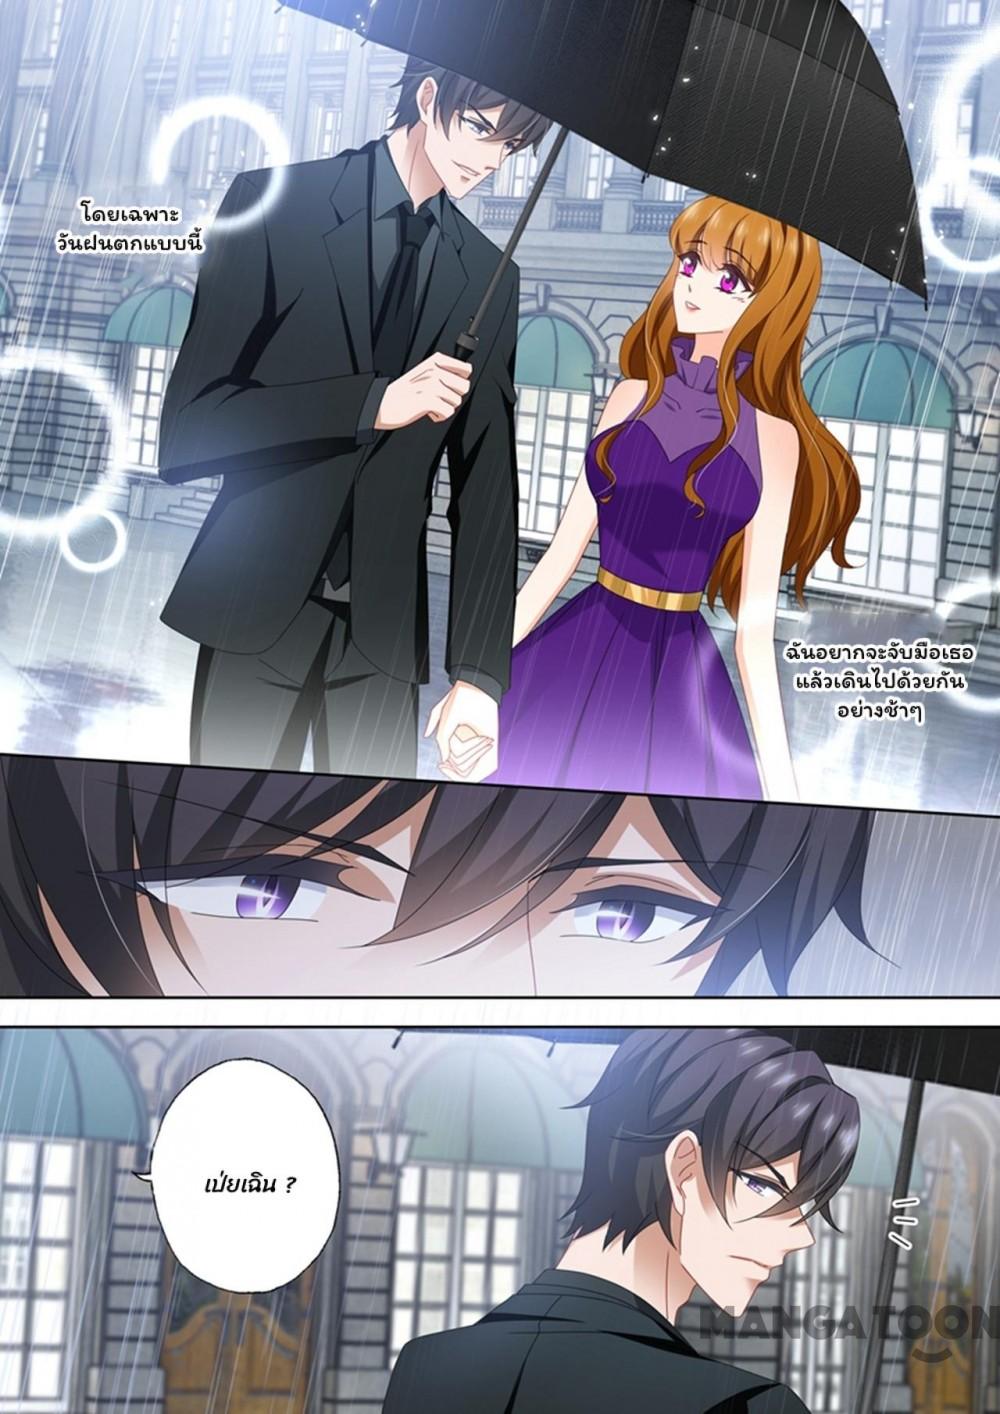 โดยเฉพาะ
วันฝนตกแบบนี้
ฉันอยากจะจับมือเธอ
แล้วเดินไปด้วยกัน
อย่างช้าๆ
เป่ยเฉิน ?
MANGATOON